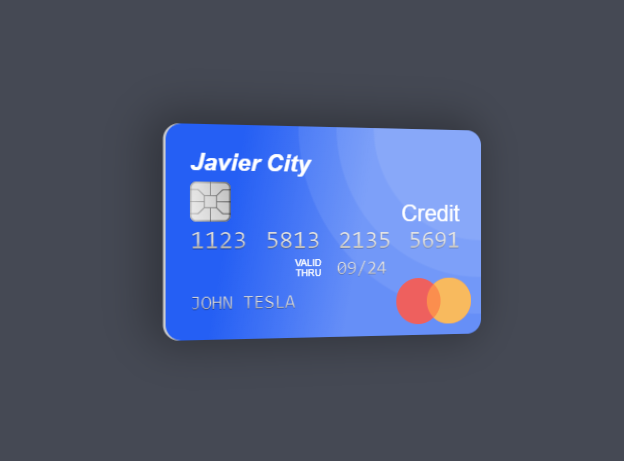 Javier City
Credit
1123 5813 2135 5691
VALID
THRU 09/24
JOHN TESLA